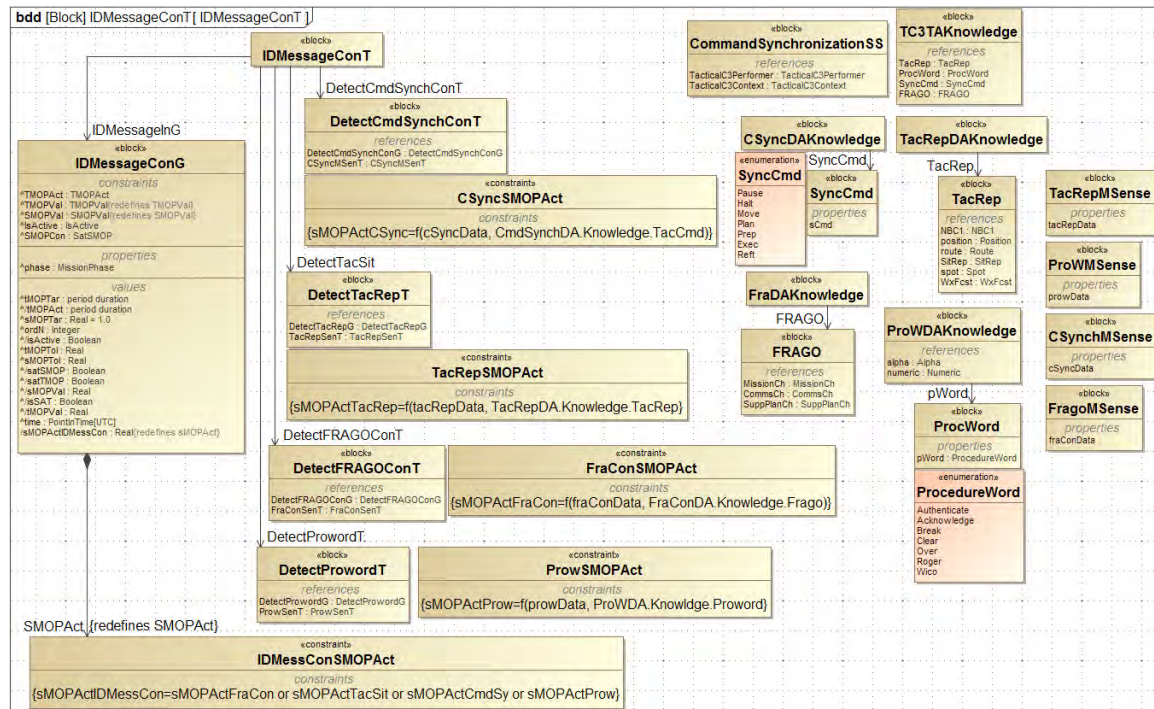 bdd [Block] IDMessageConT[ IDMessageConT ]
«block»
IDMessageConT
IDMessageInG
«block»
IDMessageConG
constraints
^TMOPAct : TMOPAct
^TMOPVal : TMOPVal{redefines TMOPVal}
^SMOPVal : SMOPVal{redefines SMOPVal}
^IsActive : IsActive
^SMOPCon : SatSMOP
properties
^phase : MissionPhase
values
^tMOPTar : period duration
^/tMOPAct : period duration
^sMOPTar : Real = 1.0
^ordN : Integer
^/isActive : Boolean
^tMOPTol : Real
^sMOPTol : Real
^/satSMOP : Boolean
^/satTMOP : Boolean
^/sMOPVal : Real
^/isSAT : Boolean
^/tMOPVal : Real
^time : PointInTime[UTC]
/sMOPActIDMessCon : Real{redefines sMOPAct}
DetectCmdSynchConT
«block»
DetectCmdSynchConT
references
DetectCmdSynchConG : DetectCmdSynchConG
CSyncMSenT : CSyncMSenT
«constraint»
CSyncSMOPAct
constraints
{sMOPActCSync=f(cSyncData, CmdSynchDA.Knowledge.TacCmd)}
DetectTacSit
«block»
DetectTacRepT
references
DetectTacRepG : DetectTacRepG
TacRepSenT : TacRepSenT
«constraint»
TacRepSMOPAct
constraints
{sMOPActTacRep=f(tacRepData, TacRepDA.Knowledge.TacRep}
DetectFRAGOConT
«block»
DetectFRAGOConT
references
DetectFRAGOConG : DetectFRAGOConG
FraConSenT : FraConSenT
«constraint»
FraConSMOPAct
constraints
{sMOPActFraCon=f(fraConData, FraConDA.Knowledge.Frago)}
DetectProwordT.
«block»
DetectProwordT
references
DetectProwordG : DetectProwordG
ProwSenT : ProwSenT
«constraint»
ProwSMOPAct
constraints
{sMOPActProw=f(prowData, ProWDA.Knowldge.Proword}
SMOPAct {redefines SMOPAct}
«constraint»
IDMessConSMOPAct
constraints
{sMOPActIDMessCon=sMOPActFraCon or sMOPActTacSit or sMOPActCmdSy or sMOPActProw}
«block»
CommandSynchronizationSS
references
TacticalC3Performer : TacticalC3Performer
TacticalC3Context : TacticalC3Context
«block»
TC3TAKnowledge
references
TacRep : TacRep
ProcWord : ProcWord
SyncCmd : SyncCmd
FRAGO : FRAGO
«block»
CSyncDAKnowledge
SyncCmd
«enumeration»
SyncCmd
Pause
Halt
Move
Plan
Prep
Exec
Reft
«block»
SyncCmd
properties
sCmd
«block»
TacRepDAKnowledge
TacRep
«block»
TacRep
references
NBC1 : NBC1
position : Position
route : Route
SitRep : SitRep
spot : Spot
WxFcst : WxFcst
«block»
TacRepMSense
properties
tacRepData
«block»
ProWMSense
properties
prowData
«block»
CSynchMSense
properties
cSyncData
«block»
FragoMSense
properties
fraConData
«block»
FraDAKnowledge
FRAGO
«block»
FRAGO
references
MissionCh : MissionCh
CommsCh : CommsCh
SuppPlanCh : SuppPlanCh
«block»
ProWDAKnowledge
references
alpha : Alpha
numeric : Numeric
pWord
«block»
ProcWord
properties
pWord : ProcedureWord
«enumeration»
ProcedureWord
Authenticate
Acknowledge
Break
Clear
Over
Roger
Wico